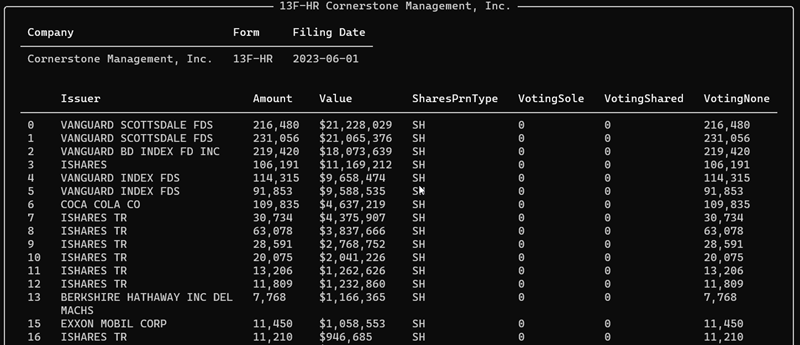 13F-HR Cornerstone Management, Inc.
Company Form Filing Date
Cornerstone Management, Inc. 13F-HR 2023-06-01
Issuer Amount Value SharesPrnType VotingSole VotingShared VotingNone
0 VANGUARD SCOTTSDALE FDS 216,480 $21,228,029 SH 0 0 216,480
1 VANGUARD SCOTTSDALE FDS 231,056 $21,065,376 SH 0 0 231,056
2 VANGUARD BD INDEX FD INC 219,420 $18,073,639 SH 0 0 219,420
3 ISHARES 106,191 $11,169,212 SH 0 0 106,191
4 VANGUARD INDEX FDS 114,315 $9,658,474 SH 0 0 114,315
5 VANGUARD INDEX FDS 91,853 $9,588,535 SH 0 0 91,853
6 COCA COLA CO 109,835 $4,637,219 SH 0 0 109,835
7 ISHARES TR 30,734 $4,375,907 SH 0 0 30,734
8 ISHARES TR 63,078 $3,837,666 SH 0 0 63,078
9 ISHARES TR 28,591 $2,768,752 SH 0 0 28,591
10 ISHARES TR 20,075 $2,041,226 SH 0 0 20,075
11 ISHARES TR 13,206 $1,262,626 SH 0 0 13,206
12 ISHARES TR 11,809 $1,232,860 SH 0 0 11,809
13 BERKSHIRE HATHAWAY INC DEL 7,768 $1,166,365 SH 0 0 7,768
MACHS
15 EXXON MOBIL CORP 11,450 $1,058,553 SH 0 0 11,450
16 ISHARES TR 11,210 $946,685 SH 0 0 11,210